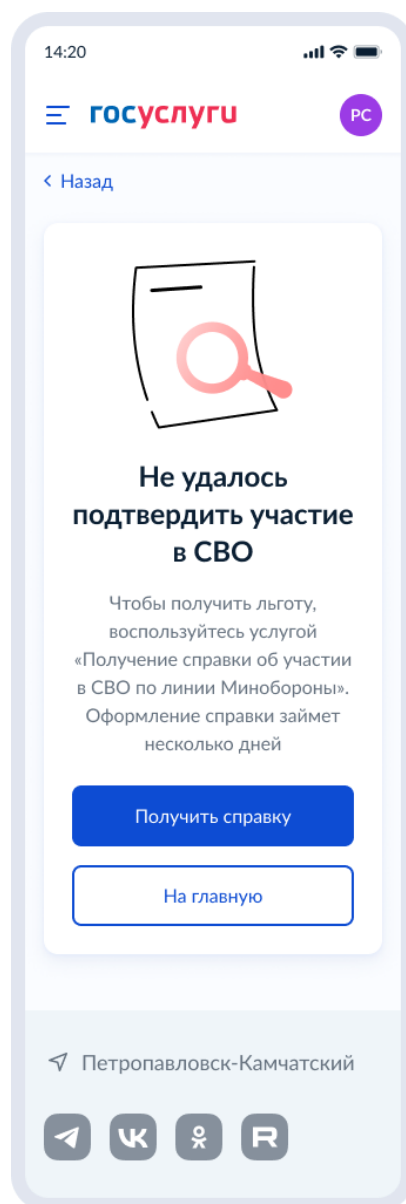 14:20
госуслуги
РС
Назад
Не удалось
подтвердить участие
в СВО
Чтобы получить льготу,
воспользуйтесь услугой
«Получение справки об участии
в СВО по линии Минобороны».
Оформление справки займет
несколько дней
Получить справку
На главную
Петропавловск-Камчатский